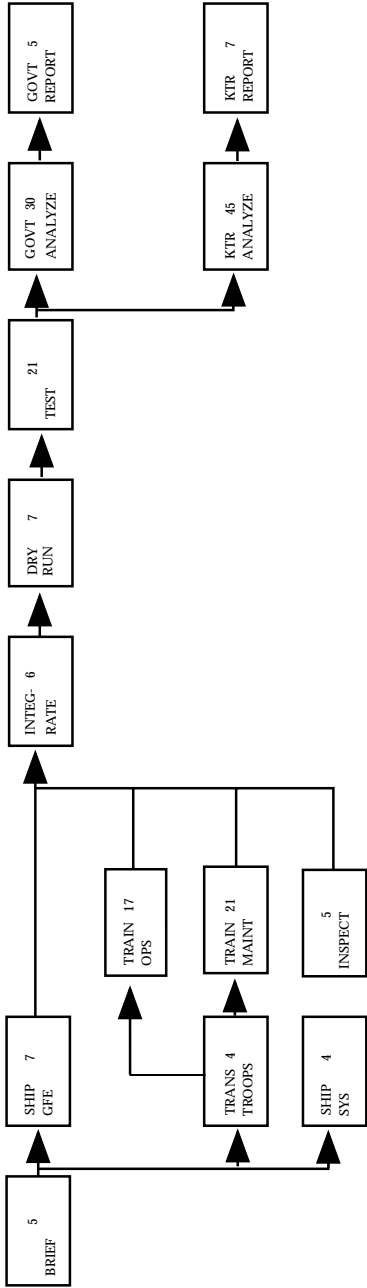 5
BRIEF
SHIP 7
GFE
TRANS 4
TROOPS
SHIP 4
SYS
TRAIN 17
OPS
TRAIN 21
MAINT
5
INSPECT
INTEG- 6
RATE
DRY 7
RUN
21
TEST
GOVT 30
ANALYZE
KTR 45
ANALYZE
GOVT 5
REPORT
KTR 7
REPORT